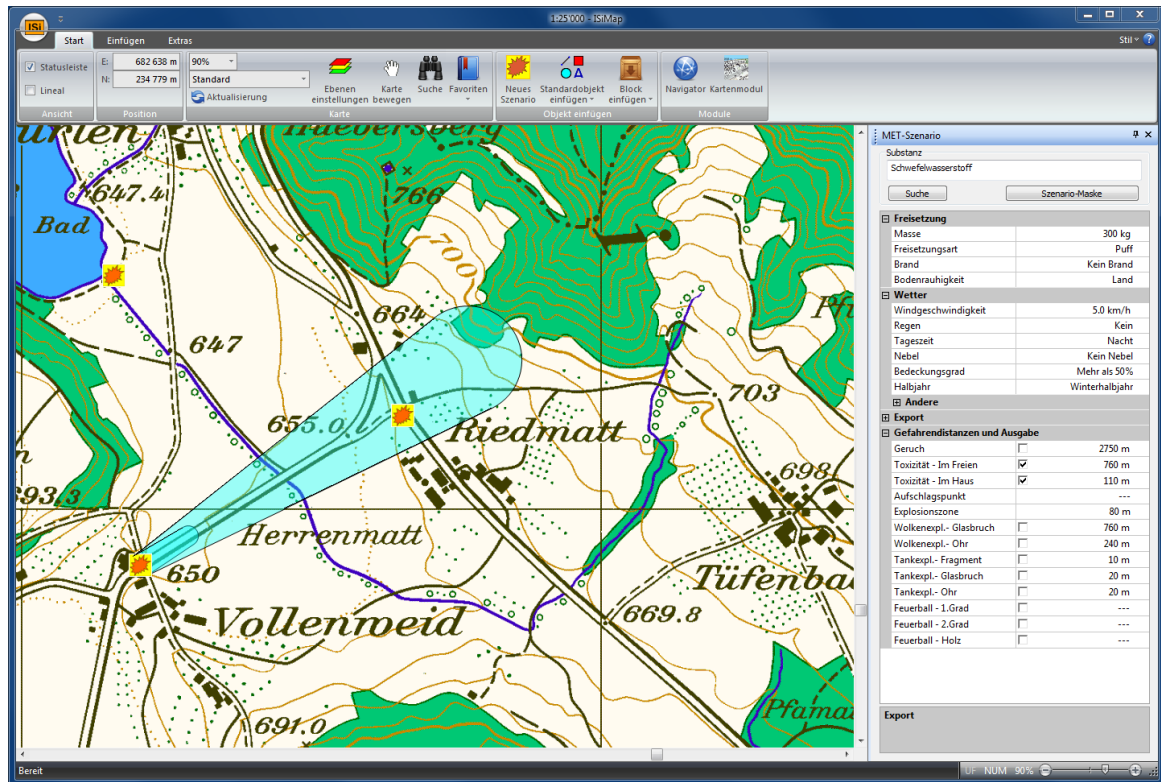 1:25'000 - ISiMap
ISi
Start Einfügen Extras
Stil
Statusleiste
Lineal
Ansicht
E: 682 638 m
N: 234 779 m
Position
90%
Standard
Aktualisierung
Ebenen einstellungen
Karte bewegen
Suche
Favoriten
Karte
Neues Szenario
Standardobjekt einfügen
Block einfügen
Objekt einfügen
Navigator
Kartenmodul
Module
Haebersberg
647.4
766
Bad
700
664
647
655.0
Riedmatt
703
698
693.3
Herrenmatt
650
Tüfenba
Vollenmeid
669.8
691.0
Pfamat
MET-Szenario
Substanz
Schwefelwasserstoff
Suche Szenario-Maske
Freisetzung
Masse 300 kg
Freisetzungsart Puff
Brand Kein Brand
Bodenrauhigkeit Land
Wetter
Windgeschwindigkeit 5.0 km/h
Regen Kein
Tageszeit Nacht
Nebel Kein Nebel
Bedeckungsgrad Mehr als 50%
Halbjahr Winterhalbjahr
Andere
Export
Gefahrendistanzen und Ausgabe
Geruch 2750 m
Toxizität - Im Freien 760 m
Toxizität - Im Haus 110 m
Aufschlagspunkt ---
Explosionszone 80 m
Wolkenexpl.- Glasbruch 760 m
Wolkenexpl.- Ohr 240 m
Tankexpl.- Fragment 10 m
Tankexpl.- Glasbruch 20 m
Tankexpl.- Ohr 20 m
Feuerball - 1.Grad ---
Feuerball - 2.Grad ---
Feuerball - Holz ---
Export
Bereit
UF NUM 90%